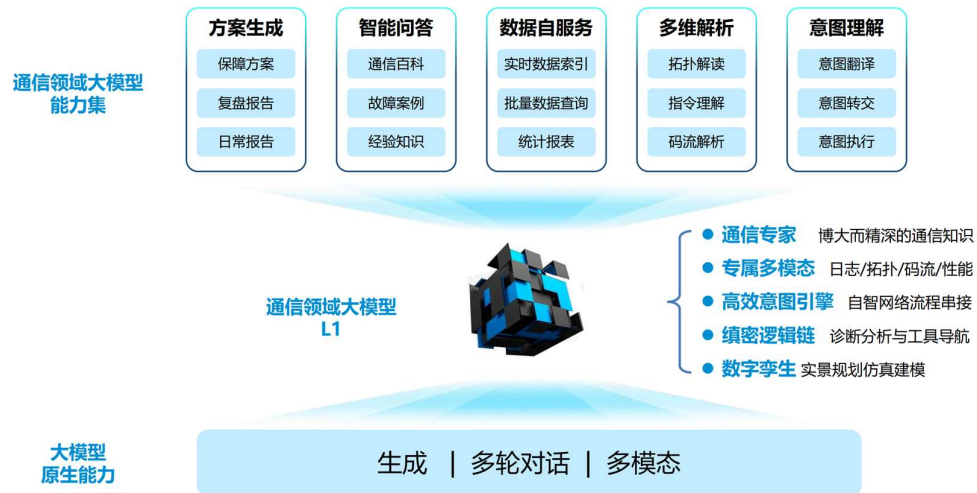 方案生成
保障方案
复盘报告
日常报告
智能问答
通信百科
故障案例
经验知识
数据自服务
实时数据索引
批量数据查询
统计报表
多维解析
拓扑解读
指令理解
码流解析
意图理解
意图翻译
意图转交
意图执行
通信领域大模型
能力集
通信领域大模型
L1
通信专家 博大而精深的通信知识
专属多模态 日志/拓扑/码流/性能
高效意图引擎 自智网络流程串接
缜密逻辑链 诊断分析与工具导航
数字孪生 实景规划仿真建模
大模型
原生能力
生成 | 多轮对话 | 多模态